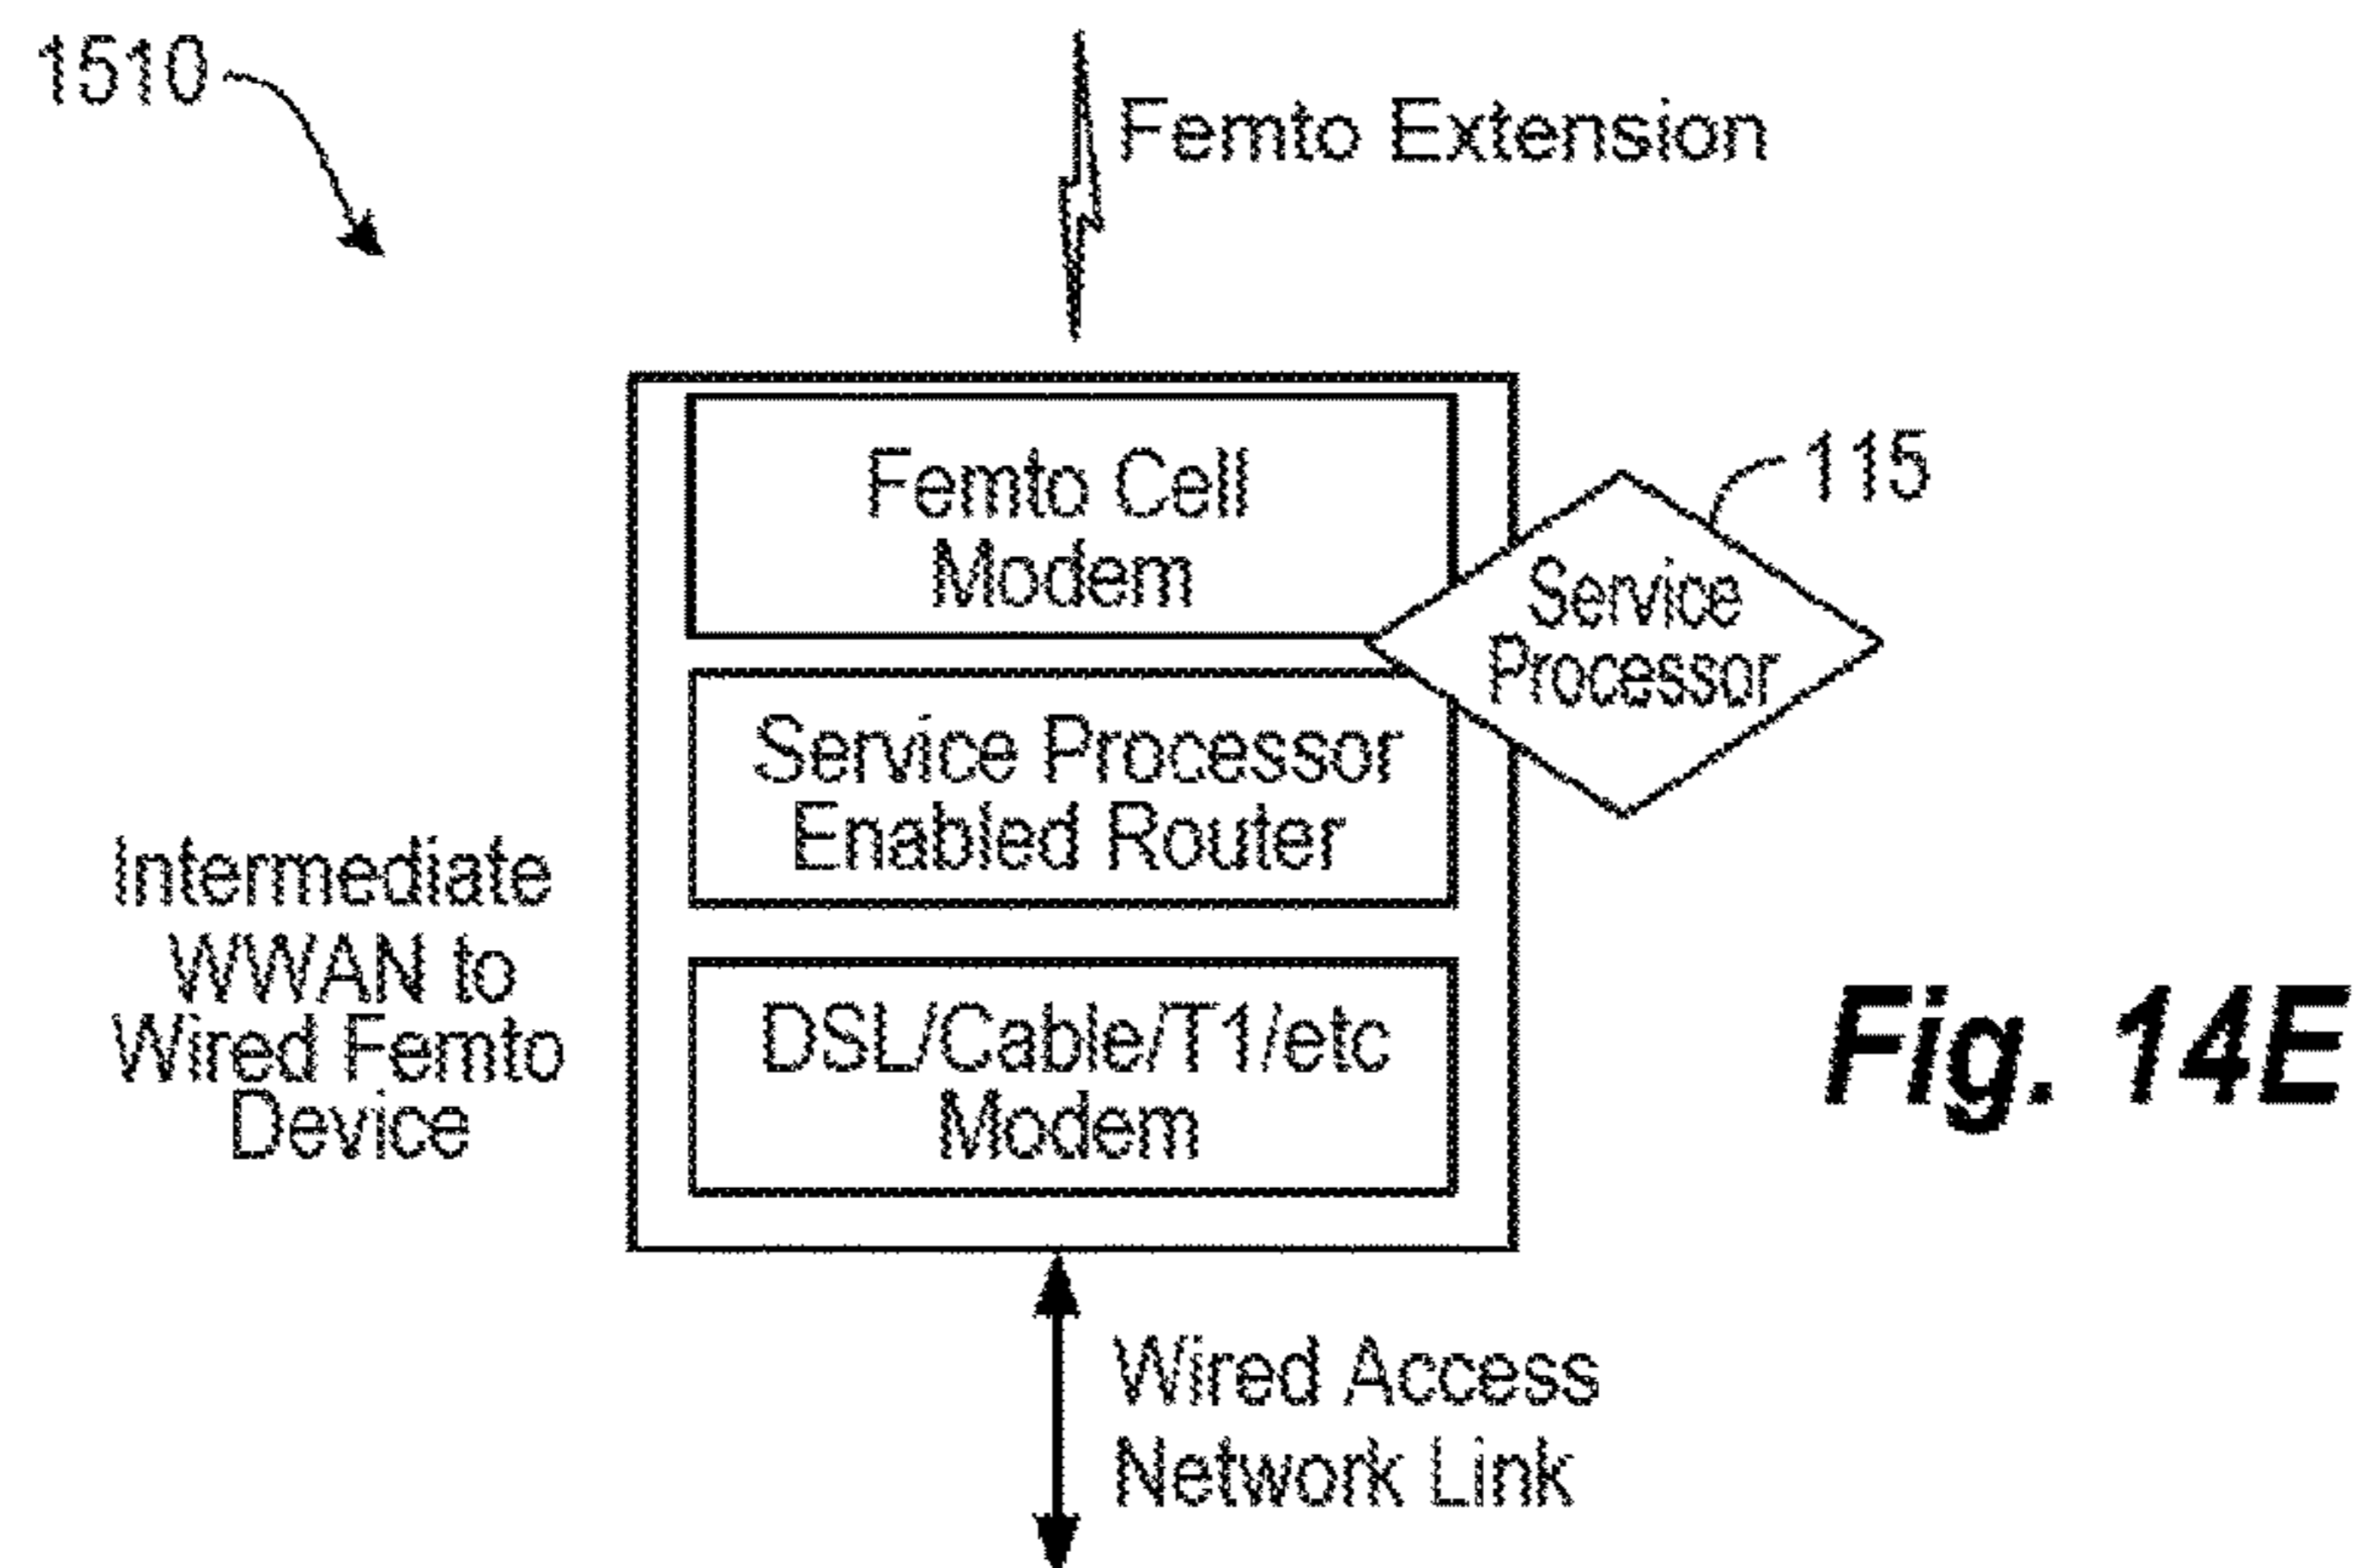 1510
Femto Extension
Femto Cell
Modem
115
Service
Processor
Service Processor
Enabled Router
Intermediate
WWAN to
Wired Femto
Device
DSL/Cable/T1/etc
Modem
Fig. 14E
Wired Access
Network Link